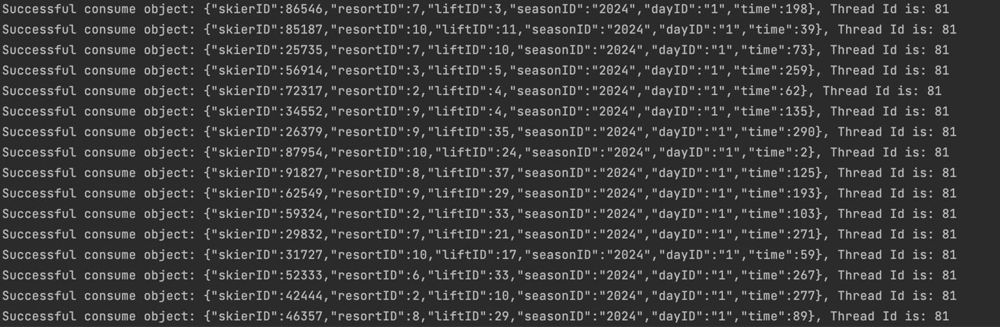 Successful consume object: {"skierID":86546,"resortID":7,"liftID":3,"seasonID":"2024","dayID":"1","time":198}, Thread Id is: 81
Successful consume object: {"skierID":85187,"resortID":10,"liftID":11,"seasonID":"2024","dayID":"1","time":39}, Thread Id is: 81
Successful consume object: {"skierID":25735,"resortID":7,"liftID":10,"seasonID":"2024","dayID":"1","time":73}, Thread Id is: 81
Successful consume object: {"skierID":56914,"resortID":3,"liftID":5,"seasonID":"2024","dayID":"1","time":259}, Thread Id is: 81
Successful consume object: {"skierID":72317,"resortID":2,"liftID":4,"seasonID":"2024","dayID":"1","time":62}, Thread Id is: 81
Successful consume object: {"skierID":34552,"resortID":9,"liftID":4,"seasonID":"2024","dayID":"1","time":135}, Thread Id is: 81
Successful consume object: {"skierID":26379,"resortID":9,"liftID":35,"seasonID":"2024","dayID":"1","time":290}, Thread Id is: 81
Successful consume object: {"skierID":87954,"resortID":10,"liftID":24,"seasonID":"2024","dayID":"1","time":2}, Thread Id is: 81
Successful consume object: {"skierID":91827,"resortID":8,"liftID":37,"seasonID":"2024","dayID":"1","time":125}, Thread Id is: 81
Successful consume object: {"skierID":62549,"resortID":9,"liftID":29,"seasonID":"2024","dayID":"1","time":193}, Thread Id is: 81
Successful consume object: {"skierID":59324,"resortID":2,"liftID":33,"seasonID":"2024","dayID":"1","time":103}, Thread Id is: 81
Successful consume object: {"skierID":29832,"resortID":7,"liftID":21,"seasonID":"2024","dayID":"1","time":271}, Thread Id is: 81
Successful consume object: {"skierID":31727,"resortID":10,"liftID":17,"seasonID":"2024","dayID":"1","time":59}, Thread Id is: 81
Successful consume object: {"skierID":52333,"resortID":6,"liftID":33,"seasonID":"2024","dayID":"1","time":267}, Thread Id is: 81
Successful consume object: {"skierID":42444,"resortID":2,"liftID":10,"seasonID":"2024","dayID":"1","time":277}, Thread Id is: 81
Successful consume object: {"skierID":46357,"resortID":8,"liftID":29,"seasonID":"2024","dayID":"1","time":89}, Thread Id is: 81